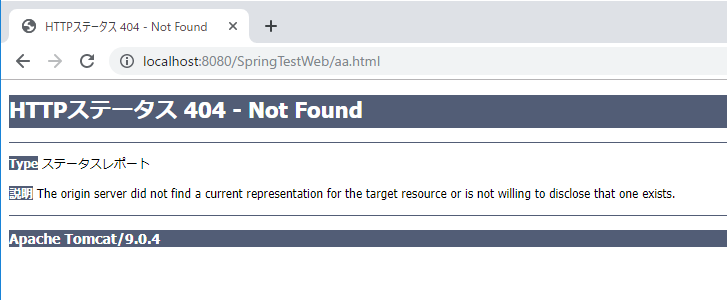 HTTPステータス 404 - Not Found
localhost:8080/SpringTestWeb/aa.html
HTTPステータス 404 - Not Found
Type ステータスレポート
説明 The origin server did not find a current representation for the target resource or is not willing to disclose that one exists.
Apache Tomcat/9.0.4